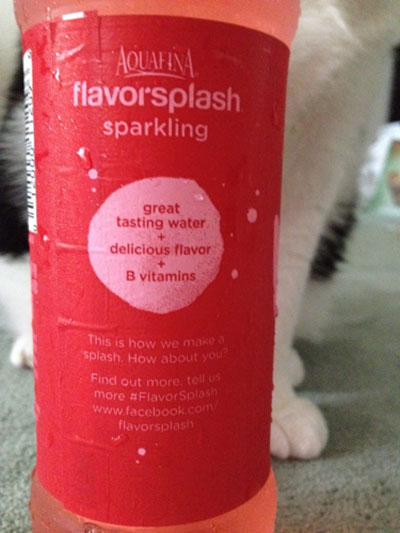 AQUAFINA
flavorsplash
sparkling
great
tasting water
+
delicious flavor
+
B vitamins
This is how we make a
splash. How about you?
Find out more, tell us
more #FlavorSplash
www.facebook.com/
flavorsplash